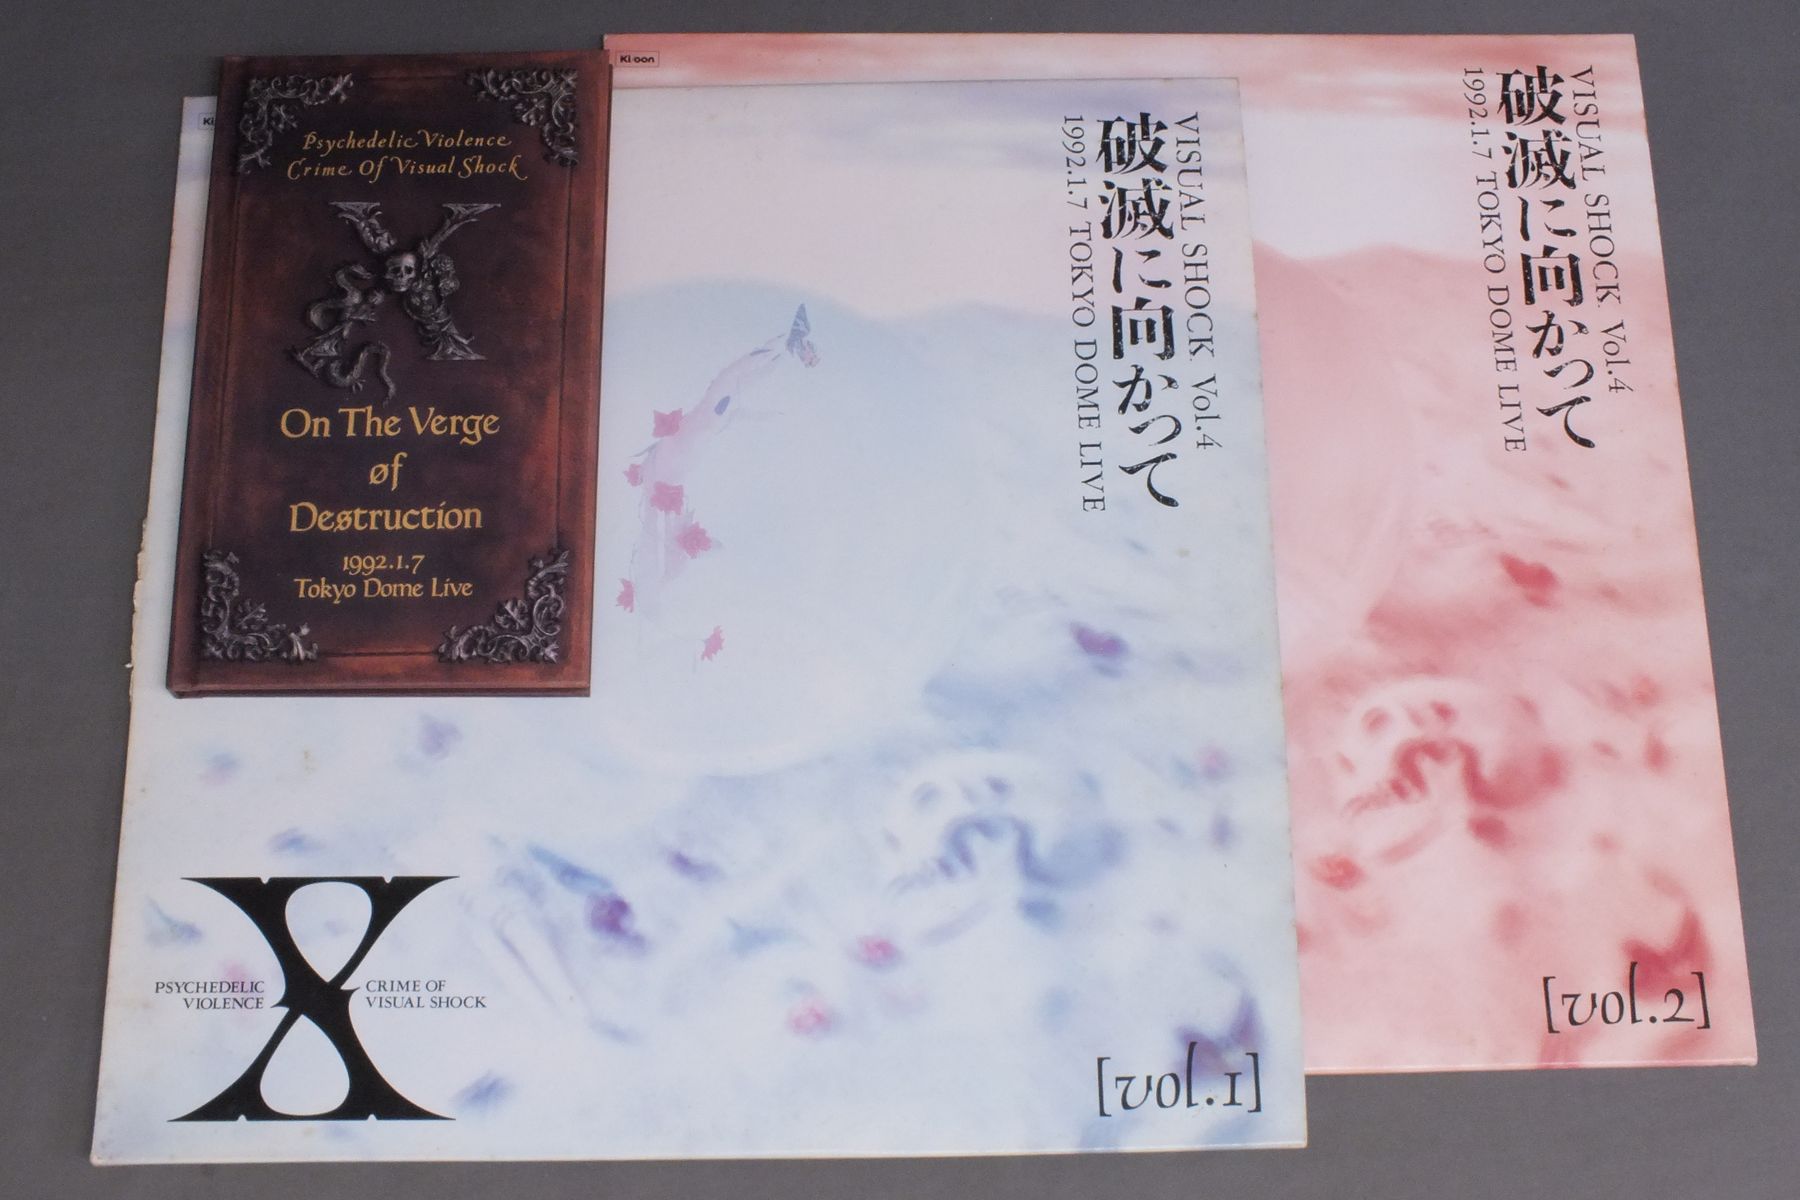 Psychedelic Violence
Crime Of Visual Shock
On The Verge
øf
Destruction
1992.1.7
Tokyo Dome Live
Ki
VISUAL SHOCK Vol.4
破滅に向かって
1992.1.7 TOKYO DOME LIVE
PSYCHEDELIC
VIOLENCE
X
CRIME OF
VISUAL SHOCK
[vol.1]
Ki/oon
VISUAL SHOCK Vol.4
破滅に向かって
1992.1.7 TOKYO DOME LIVE
[vol.2]